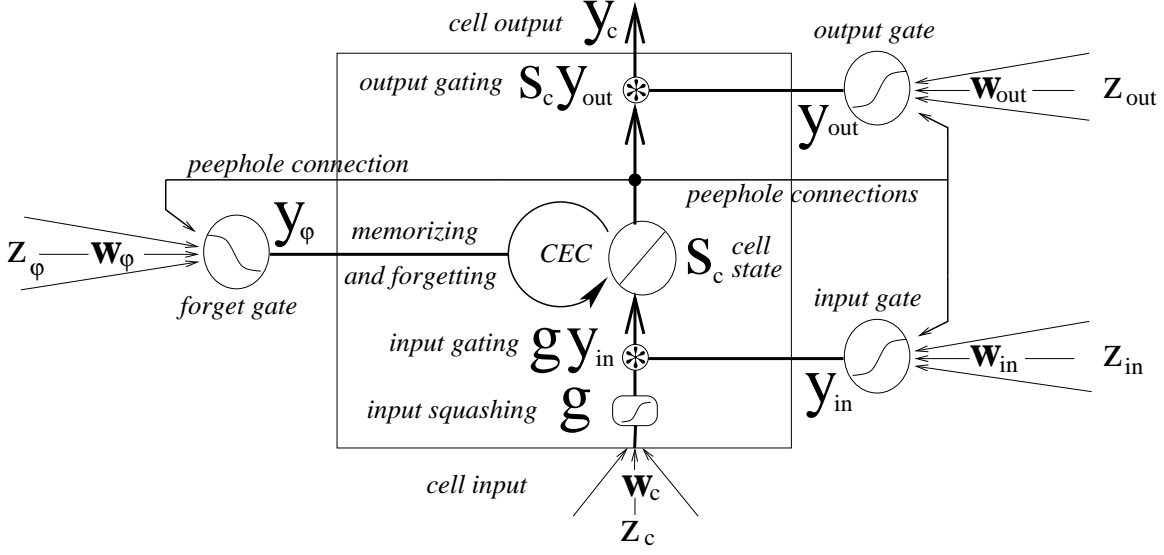 cell output y_c
output gate
output gating S_c y_out
w_out z_out
y_out
peephole connection
peephole connections
y_φ memorizing CEC S_c cell state
z_φ w_φ
and forgetting
forget gate
input gate
input gating g y_in
w_in z_in
y_in
input squashing g
cell input w_c
z_c